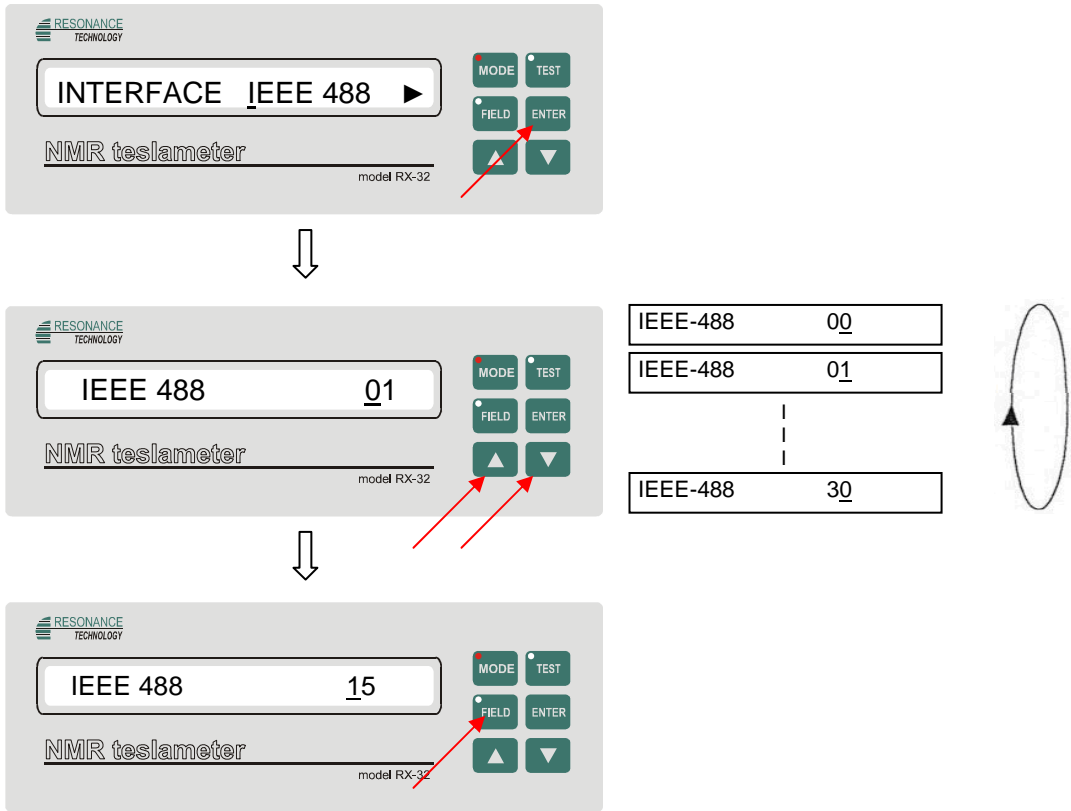 RESONANCE
TECHNOLOGY
INTERFACE IEEE 488 ►
MODE TEST
FIELD ENTER
▲ ▼
NMR teslameter
model RX-32
RESONANCE
TECHNOLOGY
IEEE 488 01
MODE TEST
FIELD ENTER
▲ ▼
NMR teslameter
model RX-32
IEEE-488 00
IEEE-488 01
IEEE-488 30
RESONANCE
TECHNOLOGY
IEEE 488 15
MODE TEST
FIELD ENTER
▲ ▼
NMR teslameter
model RX-32